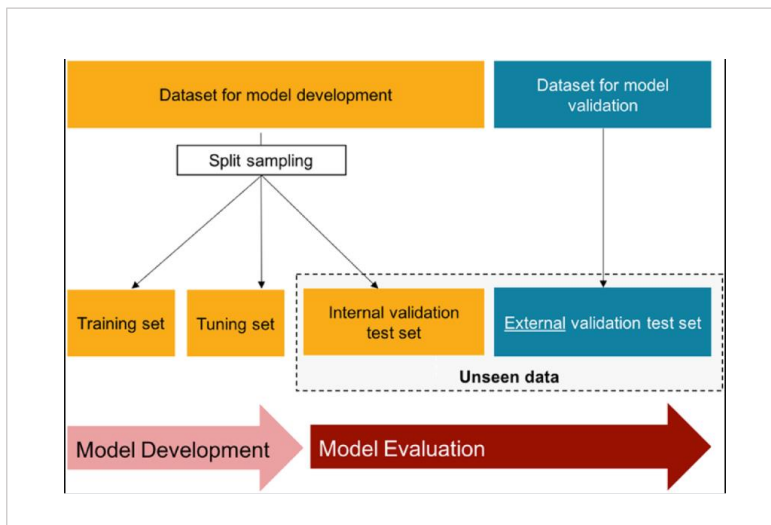 Dataset for model development
Dataset for model
validation
Split sampling
Training set
Tuning set
Internal validation
test set
External validation test set
Unseen data
Model Development
Model Evaluation